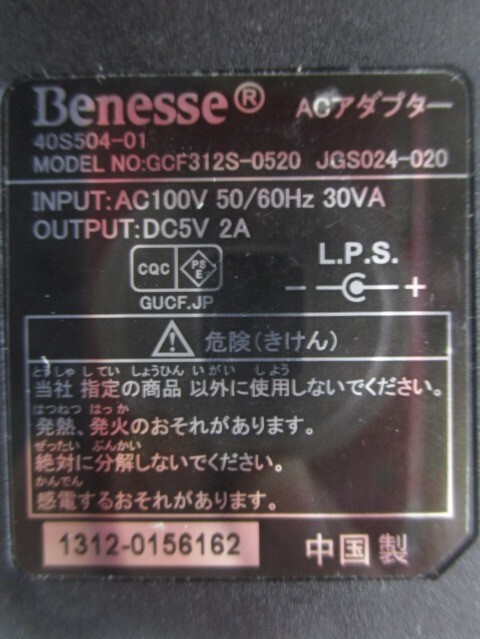 Benesse® ACアダプター
40S504-01
MODEL NO:GCF312S-0520 JGS024-020
INPUT:AC100V 50/60Hz 30VA
OUTPUT:DC5V 2A
CQC PS E L.P.S.
GUCF.JP - +
危険(きけん)
とうしゃ してい しょうひん いがい しよう
当社 指定の商品 以外に使用しないでください。
はつねつ はっか
発熱、発火のおそれがあります。
ぜったい ぶんかい
絶対に分解しないでください。
かんでん
感電するおそれがあります。
1312-0156162 中国製